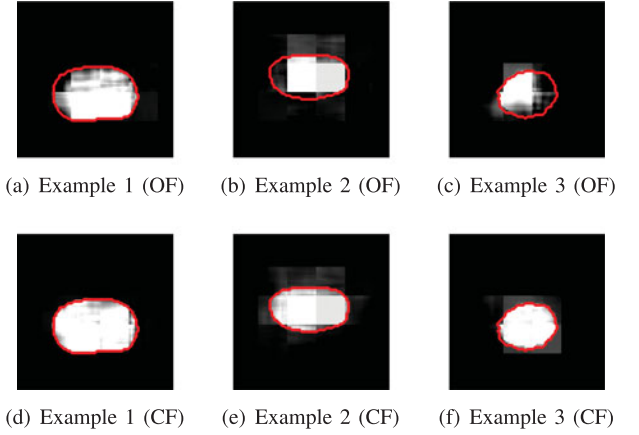 (a) Example 1 (OF)
(b) Example 2 (OF)
(c) Example 3 (OF)
(d) Example 1 (CF)
(e) Example 2 (CF)
(f) Example 3 (CF)